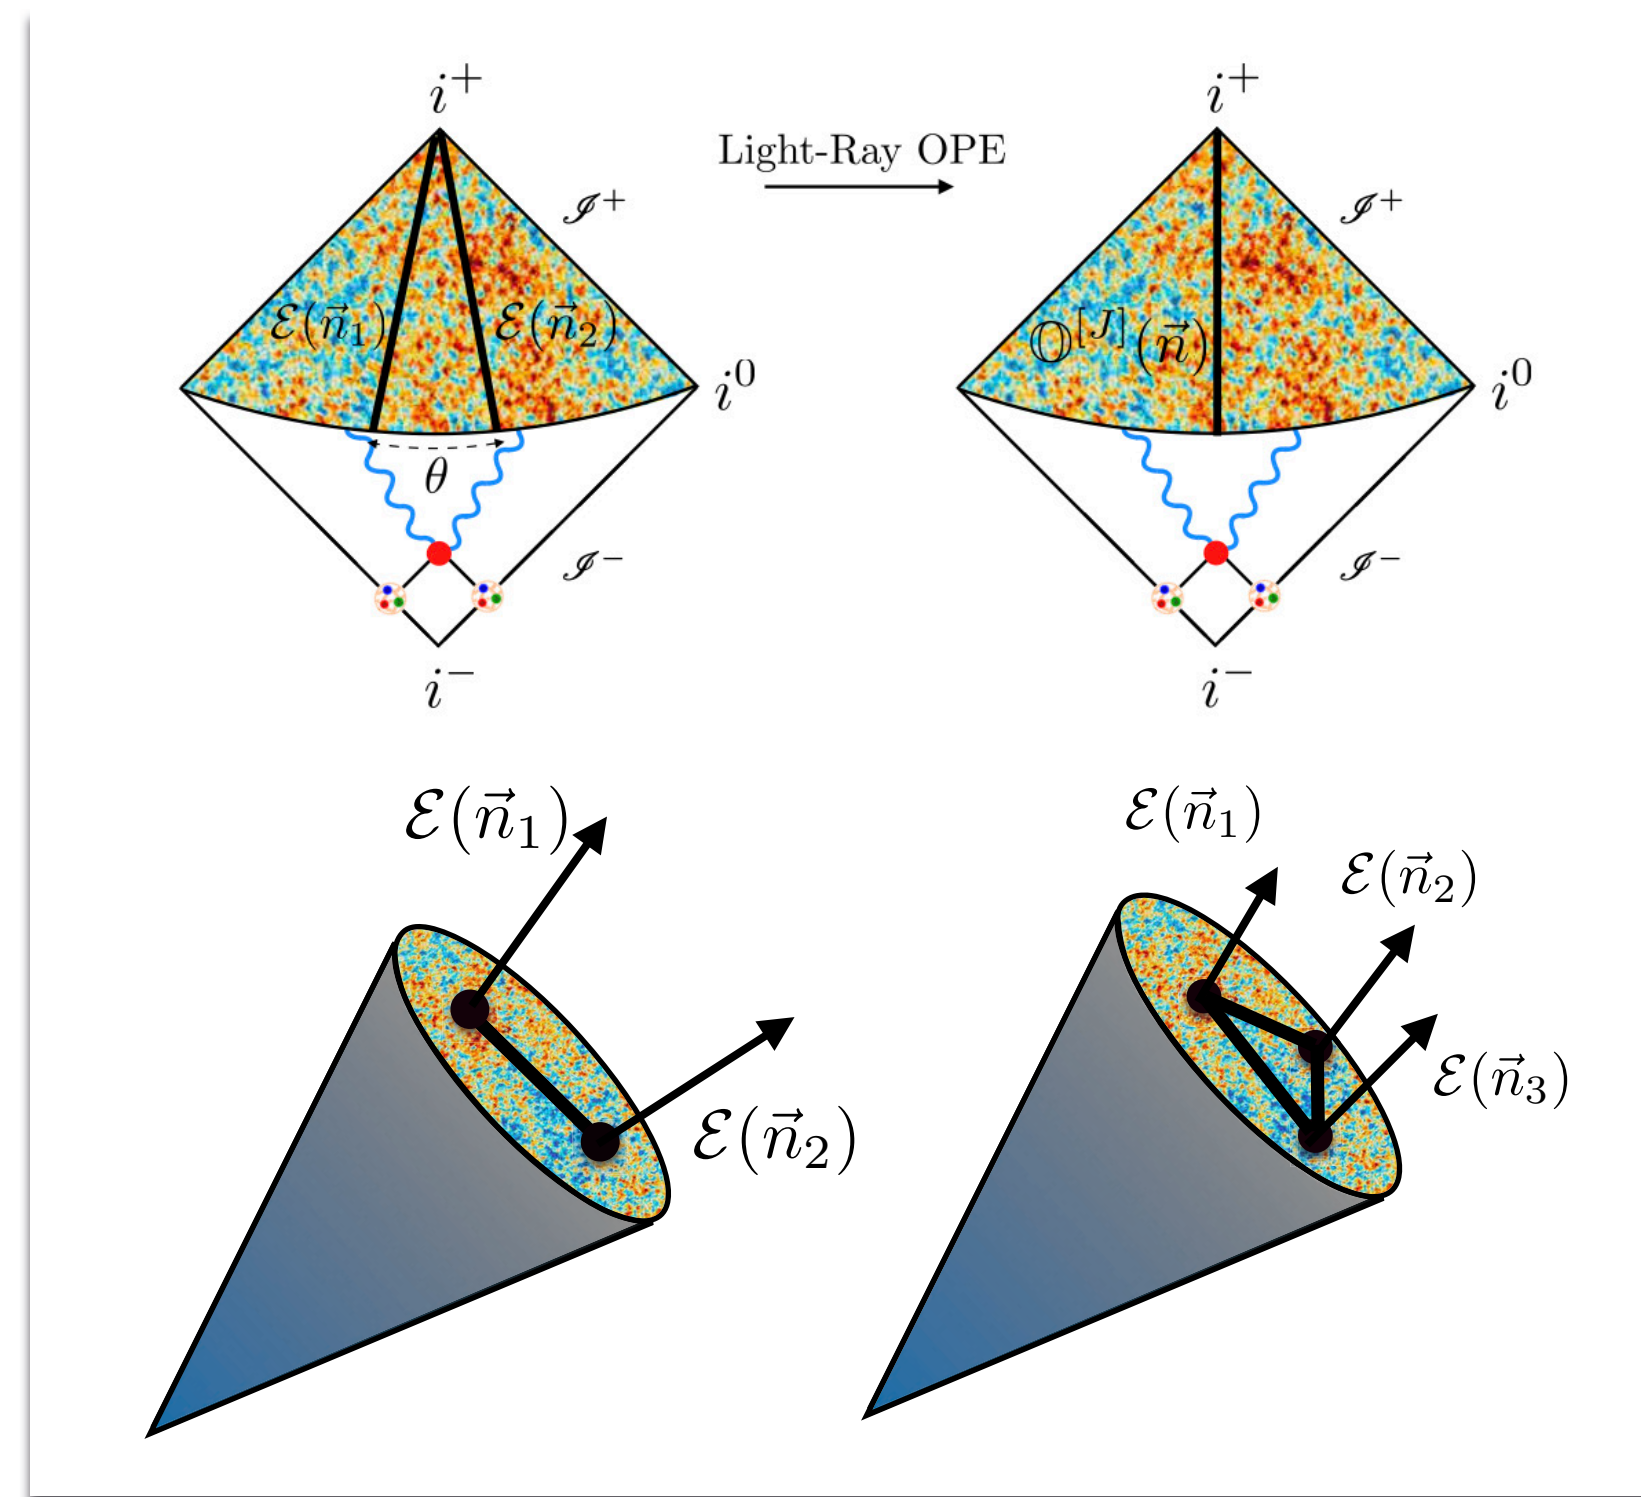 i⁺ i⁺
Light-Ray OPE
ℐ⁺ ℐ⁺
ℰ(n⃗₁) ℰ(n⃗₂) 𝕆^[J](n⃗)
i⁰ i⁰
θ
ℐ⁻ ℐ⁻
i⁻ i⁻
ℰ(n⃗₁) ℰ(n⃗₁)
ℰ(n⃗₂)
ℰ(n⃗₃)
ℰ(n⃗₂)